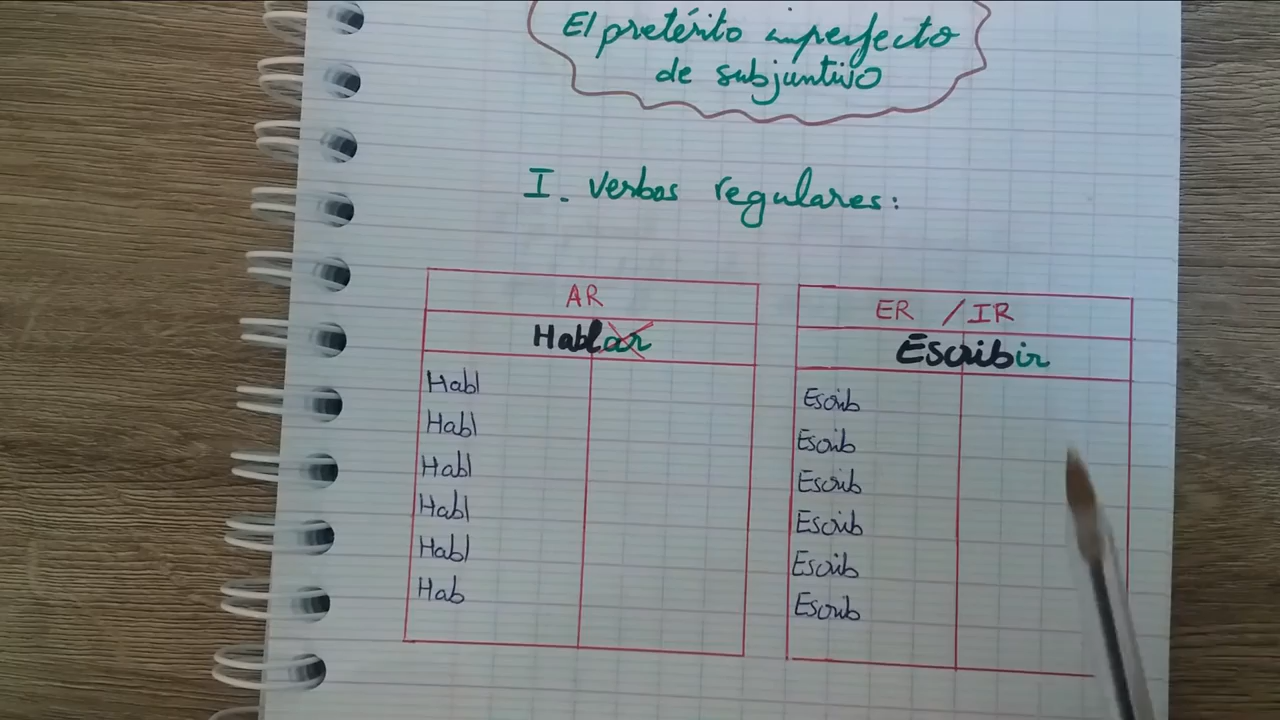 El pretérito imperfecto
de subjuntivo
I. Verbos regulares:
AR
Hablar
Habl
Habl
Habl
Habl
Habl
Hab
ER / IR
Escribir
Escrib
Escrib
Escrib
Escrib
Escrib
Escrib